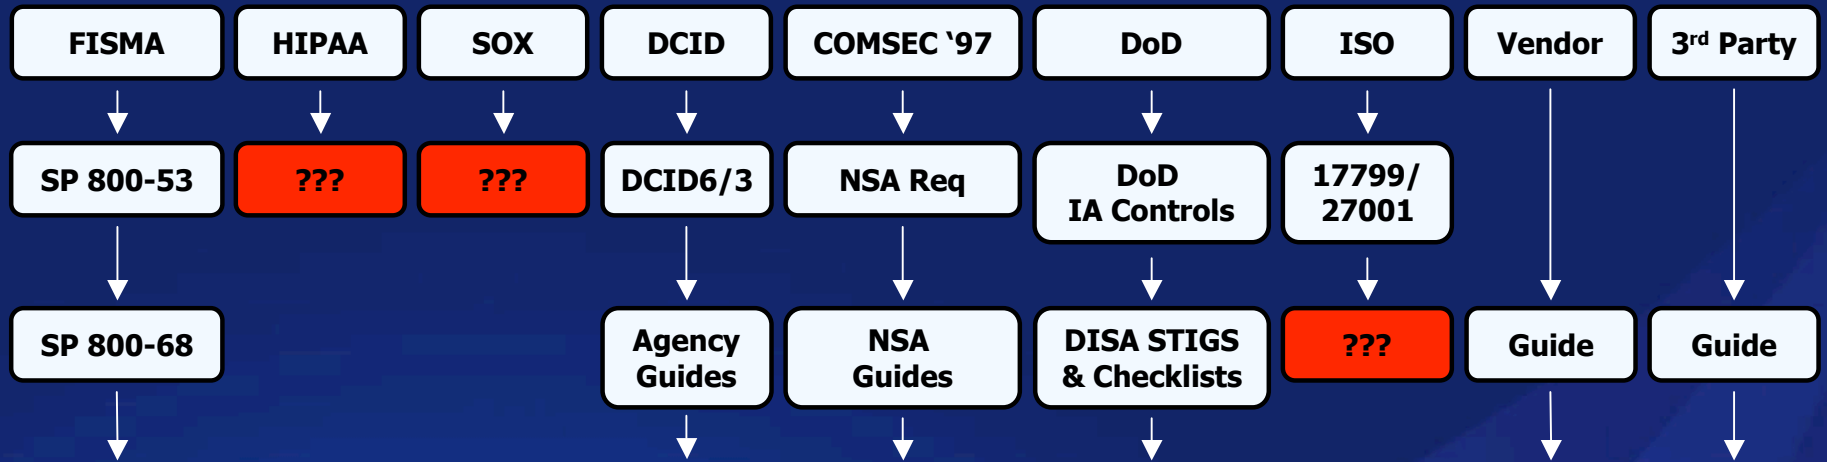 FISMA
HIPAA
SOX
DCID
COMSEC ‘97
DoD
ISO
Vendor
3rd Party
SP 800-53
???
???
DCID6/3
NSA Req
DoD
IA Controls
17799/
27001
SP 800-68
Agency
Guides
NSA
Guides
DISA STIGS
& Checklists
???
Guide
Guide